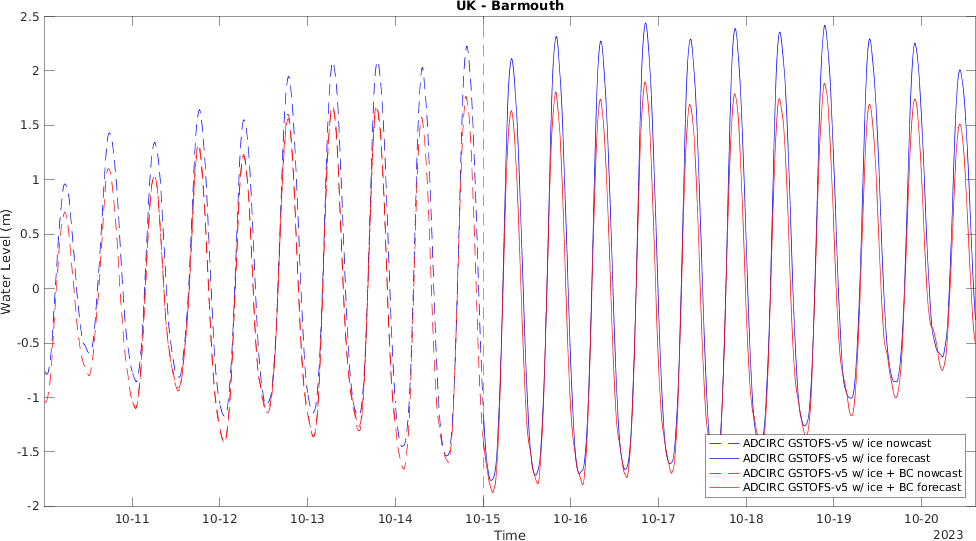 UK - Barmouth
2.5
2
1.5
1
0.5
0
-0.5
-1
-1.5
-2
Water Level (m)
ADCIRC GSTOFS-v5 w/ ice nowcast
ADCIRC GSTOFS-v5 w/ ice forecast
ADCIRC GSTOFS-v5 w/ ice + BC nowcast
ADCIRC GSTOFS-v5 w/ ice + BC forecast
10-11 10-12 10-13 10-14 10-15 10-16 10-17 10-18 10-19 10-20
Time
2023